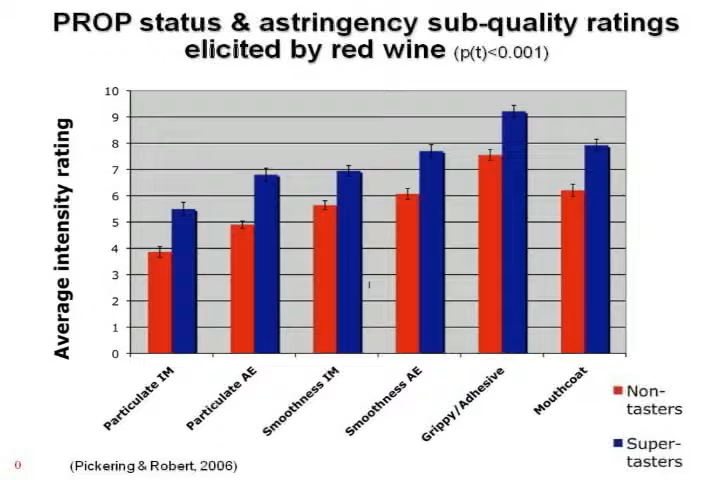 PROP status & astringency sub-quality ratings
elicited by red wine (p(t)<0.001)
Average intensity rating
10
9
8
7
6
5
4
3
2
1
0
Particulate IM
Particulate AE
Smoothness IM
Smoothness AE
Grippy/Adhesive
Mouthcoat
Non-
tasters
Super-
tasters
0
(Pickering & Robert, 2006)